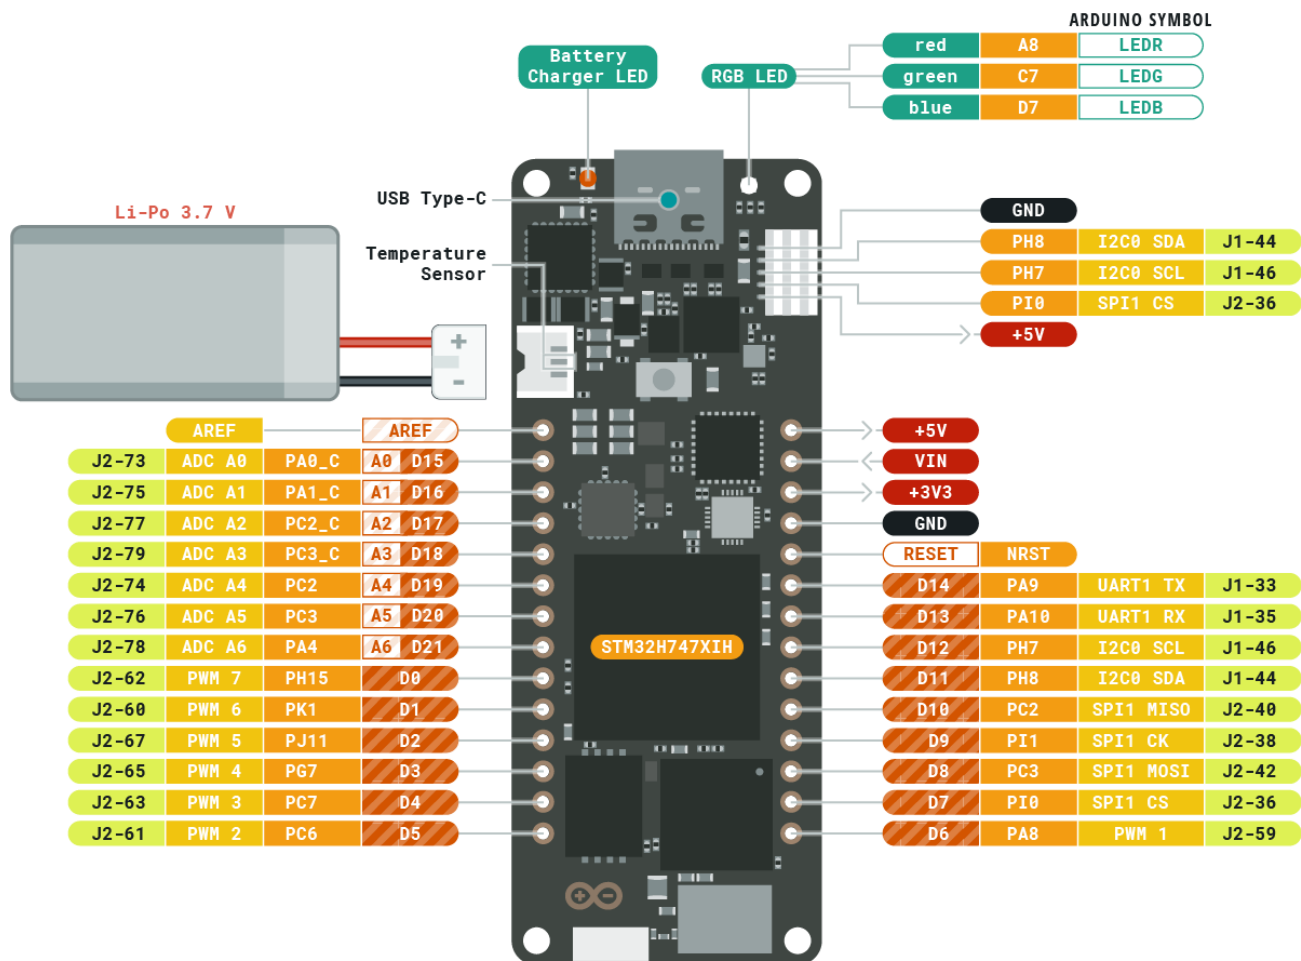 ARDUINO SYMBOL
Battery
Charger LED
RGB LED
red A8 LEDR
green C7 LEDG
blue D7 LEDB
USB Type-C
Li-Po 3.7 V
Temperature
Sensor
GND
PH8 I2C0 SDA J1-44
PH7 I2C0 SCL J1-46
PI0 SPI1 CS J2-36
+5V
+
-
AREF AREF
J2-73 ADC A0 PA0_C A0 D15
J2-75 ADC A1 PA1_C A1 D16
J2-77 ADC A2 PC2_C A2 D17
J2-79 ADC A3 PC3_C A3 D18
J2-74 ADC A4 PC2 A4 D19
J2-76 ADC A5 PC3 A5 D20
J2-78 ADC A6 PA4 A6 D21
J2-62 PWM 7 PH15 D0
J2-60 PWM 6 PK1 D1
J2-67 PWM 5 PJ11 D2
J2-65 PWM 4 PG7 D3
J2-63 PWM 3 PC7 D4
J2-61 PWM 2 PC6 D5
STM32H747XIH
+5V
VIN
+3V3
GND
RESET NRST
D14 PA9 UART1 TX J1-33
D13 PA10 UART1 RX J1-35
D12 PH7 I2C0 SCL J1-46
D11 PH8 I2C0 SDA J1-44
D10 PC2 SPI1 MISO J2-40
D9 PI1 SPI1 CK J2-38
D8 PC3 SPI1 MOSI J2-42
D7 PI0 SPI1 CS J2-36
D6 PA8 PWM 1 J2-59